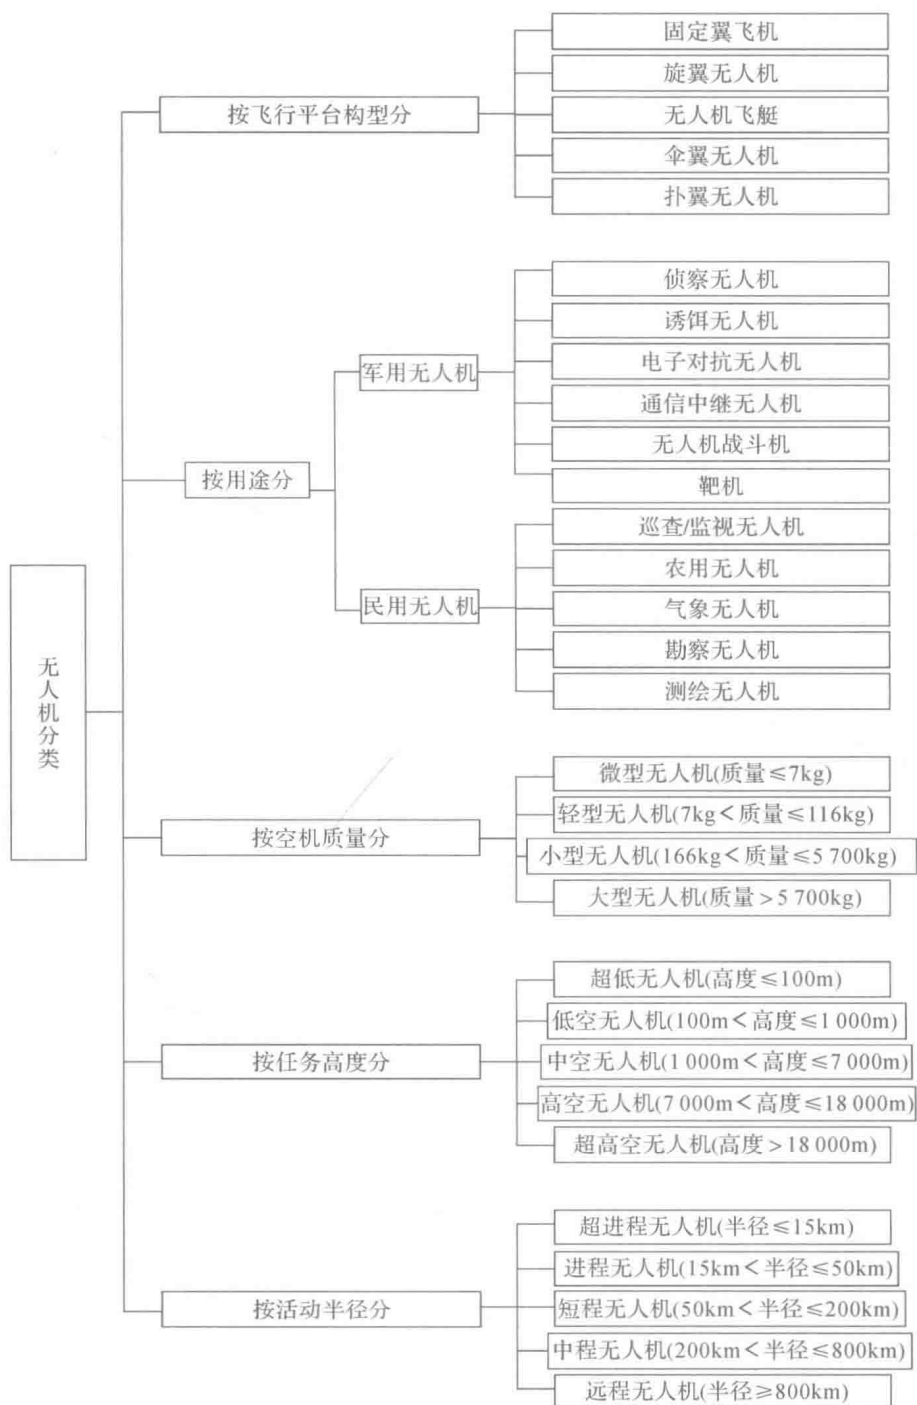 无人机分类
按飞行平台构型分
固定翼飞机
旋翼无人机
无人机飞艇
伞翼无人机
扑翼无人机
按用途分
军用无人机
侦察无人机
诱饵无人机
电子对抗无人机
通信中继无人机
无人机战斗机
靶机
民用无人机
巡查/监视无人机
农用无人机
气象无人机
勘察无人机
测绘无人机
按空机质量分
微型无人机(质量≤7kg)
轻型无人机(7kg<质量≤116kg)
小型无人机(166kg<质量≤5 700kg)
大型无人机(质量>5 700kg)
按任务高度分
超低无人机(高度≤100m)
低空无人机(100m<高度≤1 000m)
中空无人机(1 000m<高度≤7 000m)
高空无人机(7 000m<高度≤18 000m)
超高空无人机(高度>18 000m)
按活动半径分
超进程无人机(半径≤15km)
进程无人机(15km<半径≤50km)
短程无人机(50km<半径≤200km)
中程无人机(200km<半径≤800km)
远程无人机(半径≥800km)